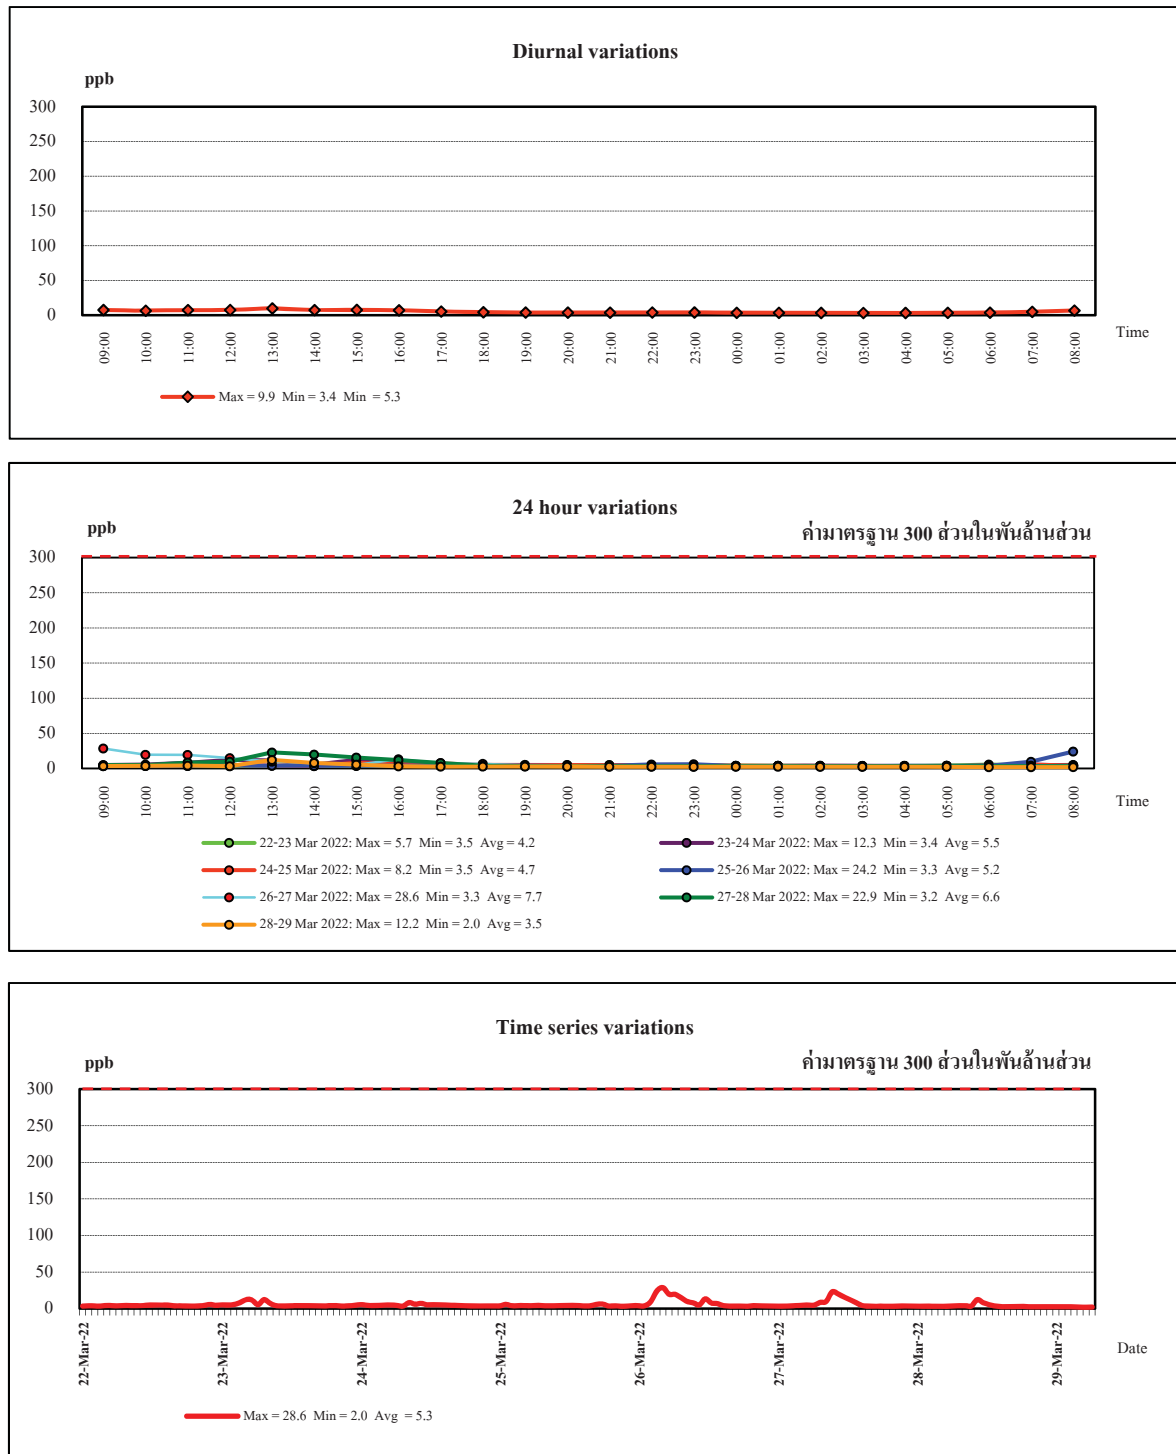 Diurnal variations
ppb
300
250
200
150
100
50
0
09:00 10:00 11:00 12:00 13:00 14:00 15:00 16:00 17:00 18:00 19:00 20:00 21:00 22:00 23:00 00:00 01:00 02:00 03:00 04:00 05:00 06:00 07:00 08:00
Time
Max = 9.9 Min = 3.4 Min = 5.3
24 hour variations
ppb
ค่ามาตรฐาน 300 ส่วนในพันล้านส่วน
300
250
200
150
100
50
0
09:00 10:00 11:00 12:00 13:00 14:00 15:00 16:00 17:00 18:00 19:00 20:00 21:00 22:00 23:00 00:00 01:00 02:00 03:00 04:00 05:00 06:00 07:00 08:00
Time
22-23 Mar 2022: Max = 5.7 Min = 3.5 Avg = 4.2
23-24 Mar 2022: Max = 12.3 Min = 3.4 Avg = 5.5
24-25 Mar 2022: Max = 8.2 Min = 3.5 Avg = 4.7
25-26 Mar 2022: Max = 24.2 Min = 3.3 Avg = 5.2
26-27 Mar 2022: Max = 28.6 Min = 3.3 Avg = 7.7
27-28 Mar 2022: Max = 22.9 Min = 3.2 Avg = 6.6
28-29 Mar 2022: Max = 12.2 Min = 2.0 Avg = 3.5
Time series variations
ppb
ค่ามาตรฐาน 300 ส่วนในพันล้านส่วน
300
250
200
150
100
50
0
22-Mar-22 23-Mar-22 24-Mar-22 25-Mar-22 26-Mar-22 27-Mar-22 28-Mar-22 29-Mar-22
Date
Max = 28.6 Min = 2.0 Avg = 5.3